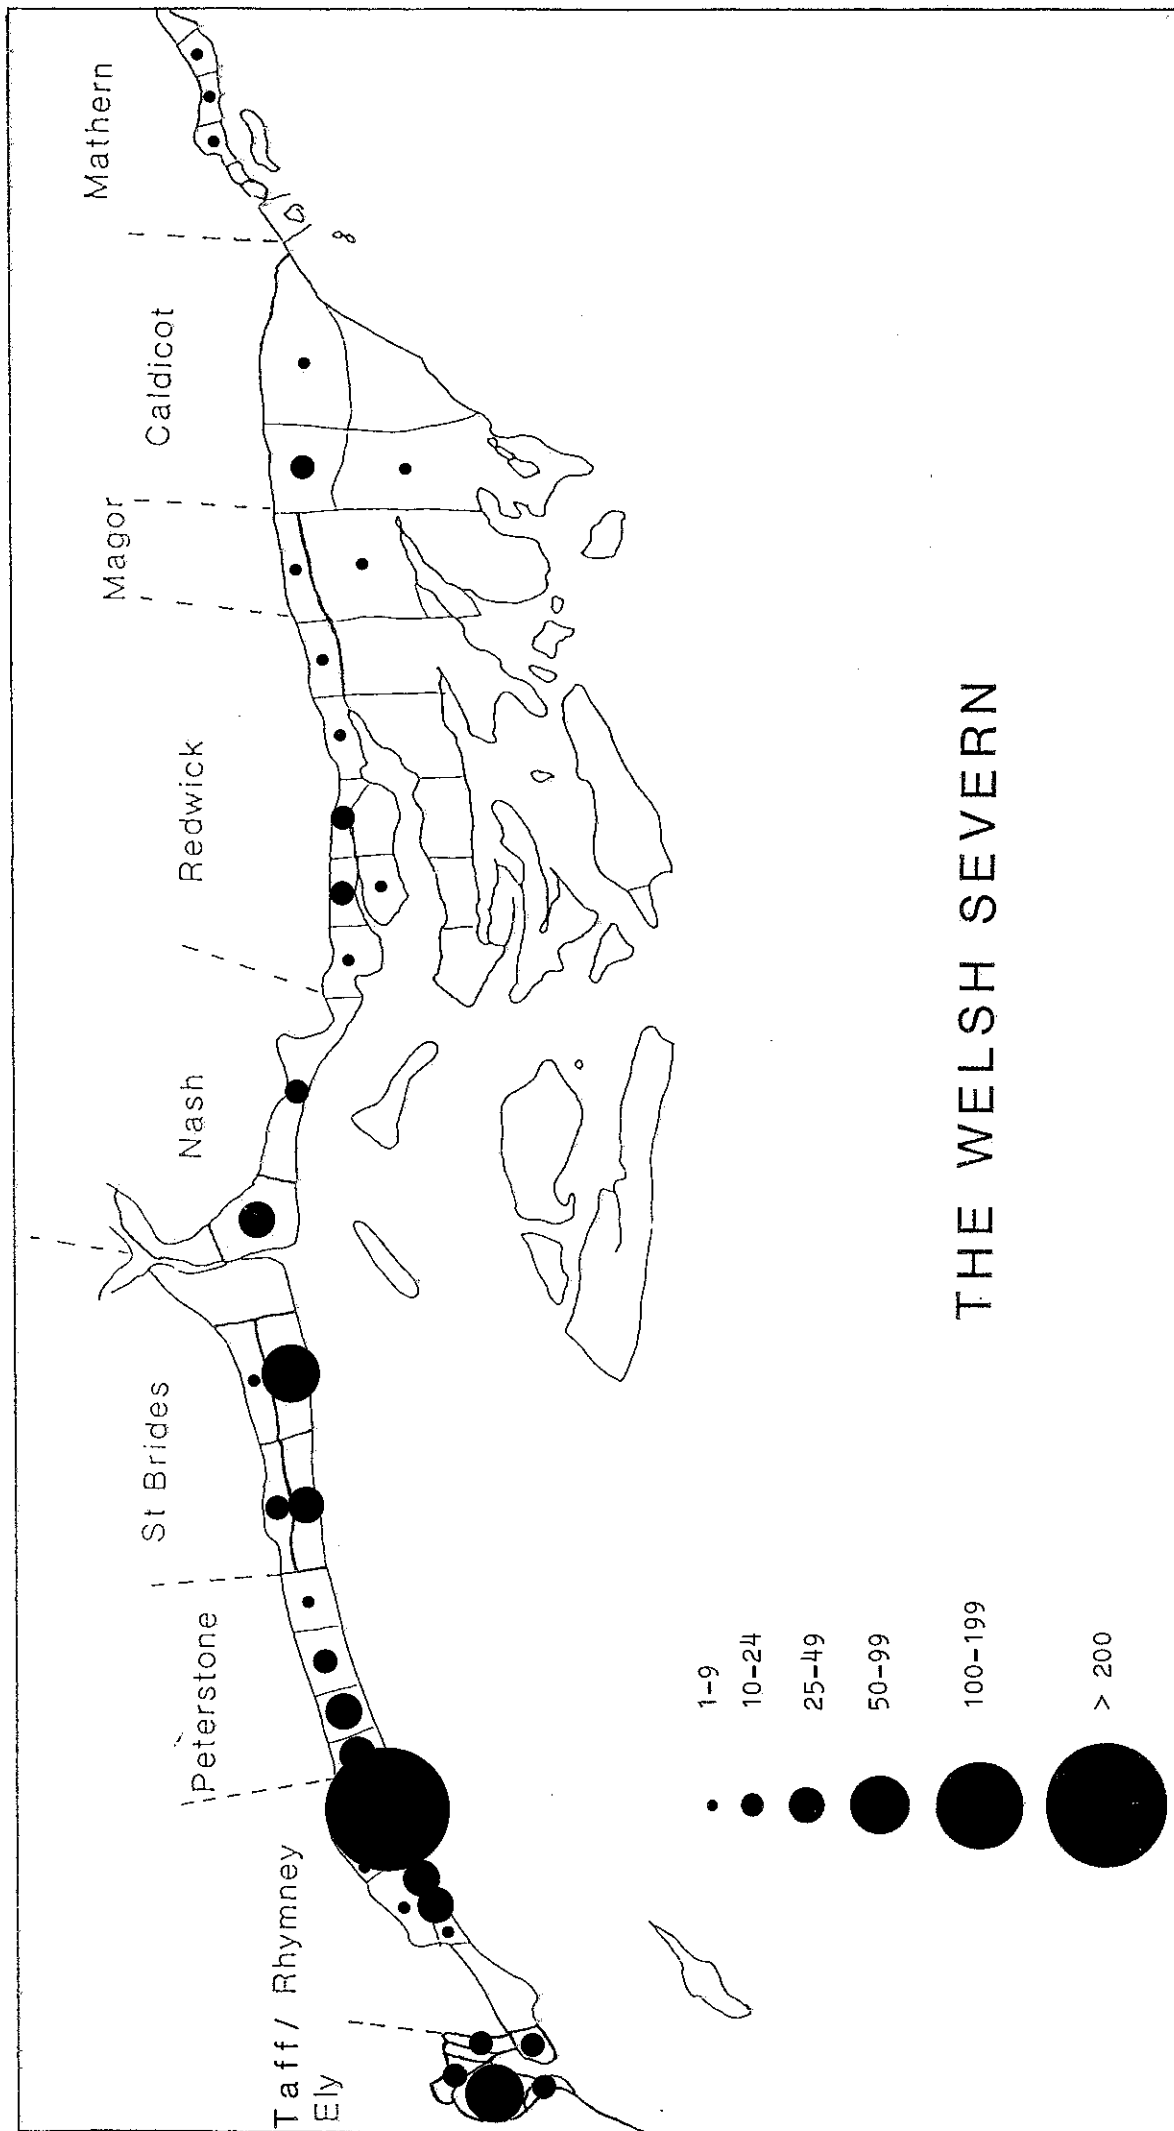 Taff / Rhymney
Ely
Peterstone
St Brides
Nash
Redwick
Magor
Caldicot
Mathern
1-9
10-24
25-49
50-99
100-199
> 200
THE WELSH SEVERN